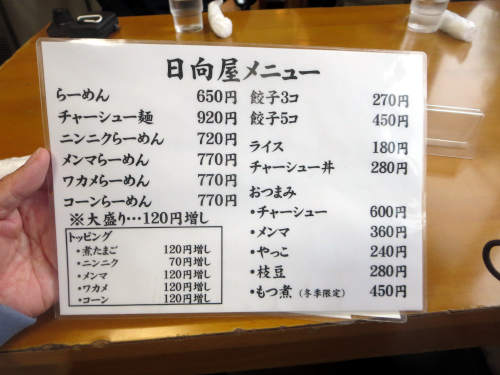 日向屋メニュー
らーめん 650円
チャーシュー麺 920円
ニンニクらーめん 720円
メンマらーめん 770円
ワカメらーめん 770円
コーンらーめん 770円
※大盛り…120円増し
トッピング
・煮たまご 120円増し
・ニンニク 70円増し
・メンマ 120円増し
・ワカメ 120円増し
・コーン 120円増し
餃子3コ 270円
餃子5コ 450円
ライス 180円
チャーシュー丼 280円
おつまみ
・チャーシュー 600円
・メンマ 360円
・やっこ 240円
・枝豆 280円
・もつ煮(冬季限定) 450円